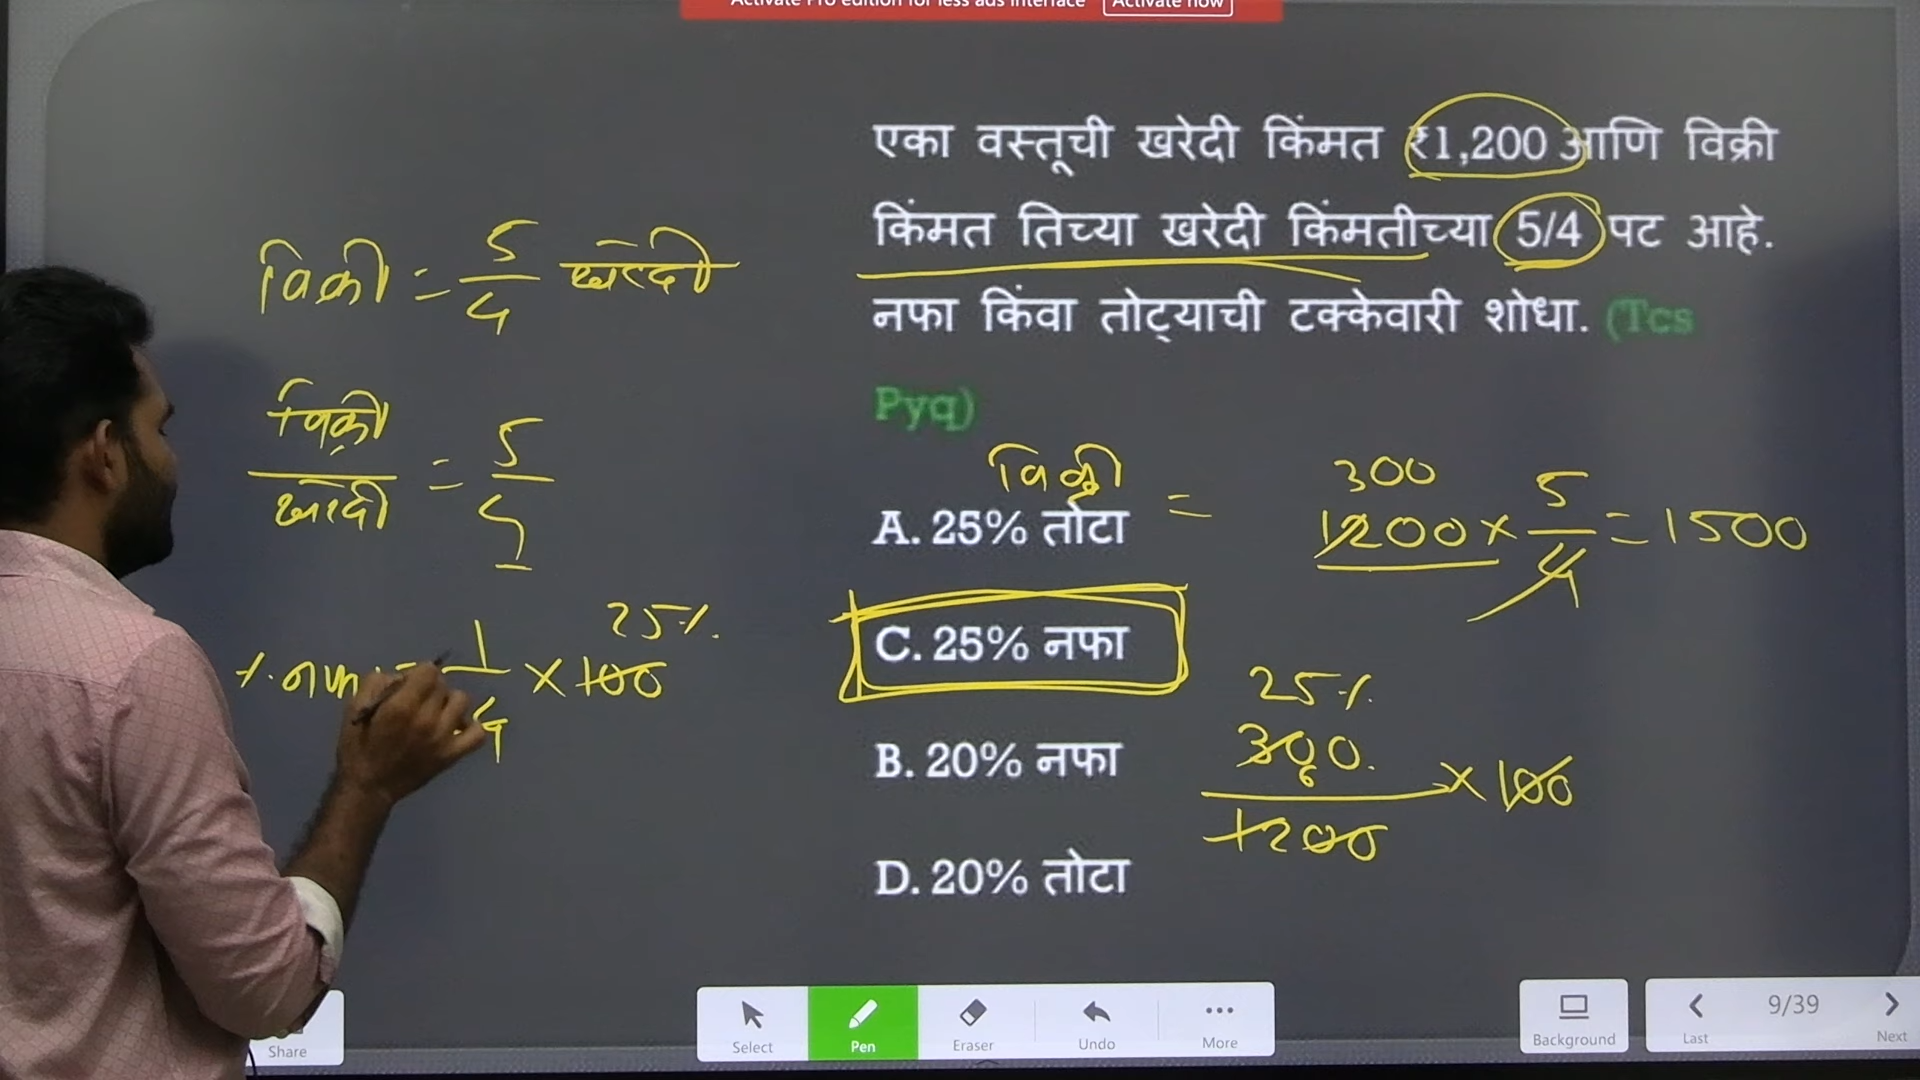 Activate Pro edition for less ads interface Activate now
एका वस्तूची खरेदी किंमत ₹1,200 आणि विक्री
किंमत तिच्या खरेदी किंमतीच्या 5/4 पट आहे.
नफा किंवा तोट्याची टक्केवारी शोधा. (Tcs
Pyq)
A. 25% तोटा
C. 25% नफा
B. 20% नफा
D. 20% तोटा
विक्री = 5/4 खरेदी
विक्री/खरेदी = 5/4
25%
1/4 × 100
विक्री =
300
1200 × 5/4 = 1500
25%
300/1200 × 100
Share
Select
Pen
Eraser
Undo
More
Background
Last
9/39
Next